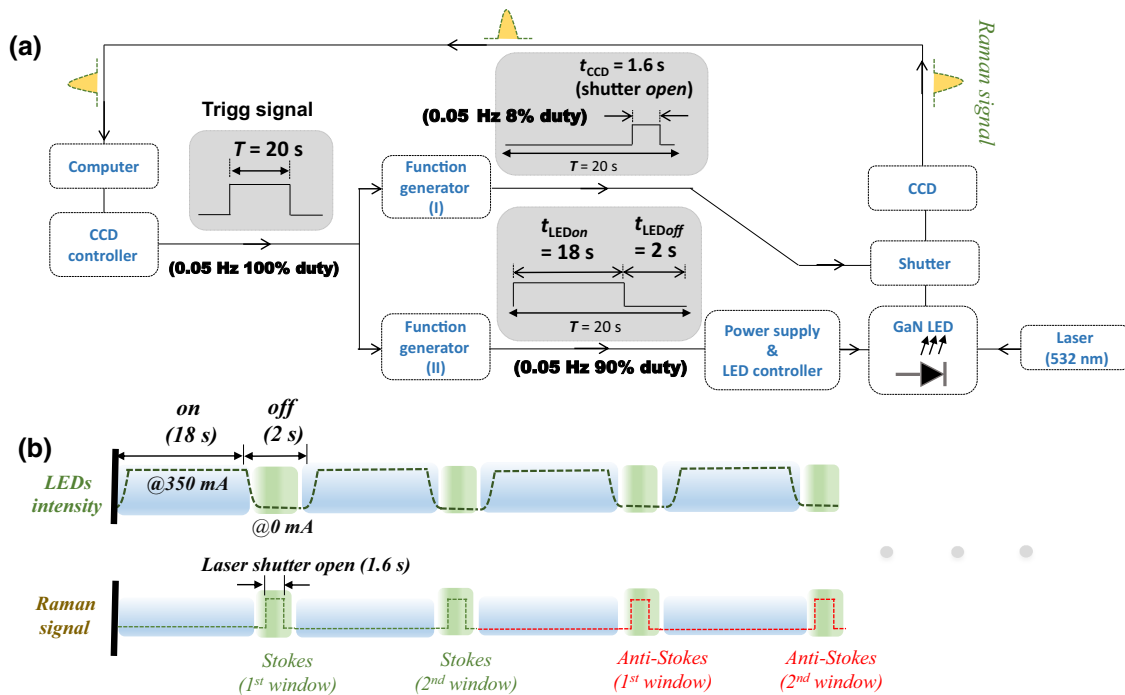 (a)
Raman signal
t_CCD = 1.6 s
(shutter open)
(0.05 Hz 8% duty)
T = 20 s
Trigg signal
T = 20 s
Computer
CCD
controller
(0.05 Hz 100% duty)
Function
generator
(I)
CCD
Shutter
t_LEDon
= 18 s
t_LEDoff
= 2 s
T = 20 s
Function
generator
(II)
(0.05 Hz 90% duty)
Power supply
&
LED controller
GaN LED
Laser
(532 nm)
(b)
on
(18 s)
off
(2 s)
LEDs
intensity
@350 mA
@0 mA
Laser shutter open (1.6 s)
Raman
signal
Stokes
(1st window)
Stokes
(2nd window)
Anti-Stokes
(1st window)
Anti-Stokes
(2nd window)